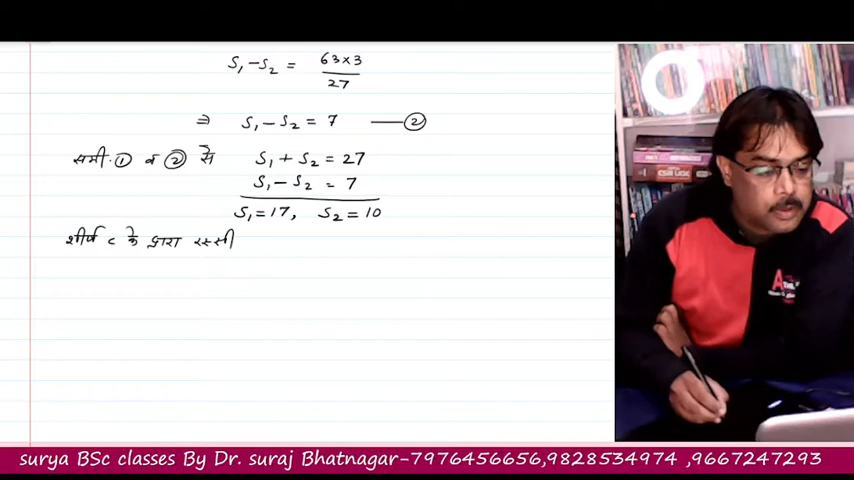 S₁-S₂ = 63×3/27
⇒ S₁-S₂ = 7 —②
समी.① व ② से S₁+S₂ = 27
S₁-S₂ = 7
S₁=17, S₂=10
शीर्ष C के द्वारा रस्सी
surya BSc classes By Dr. suraj Bhatnagar-7976456656,9828534974 ,9667247293